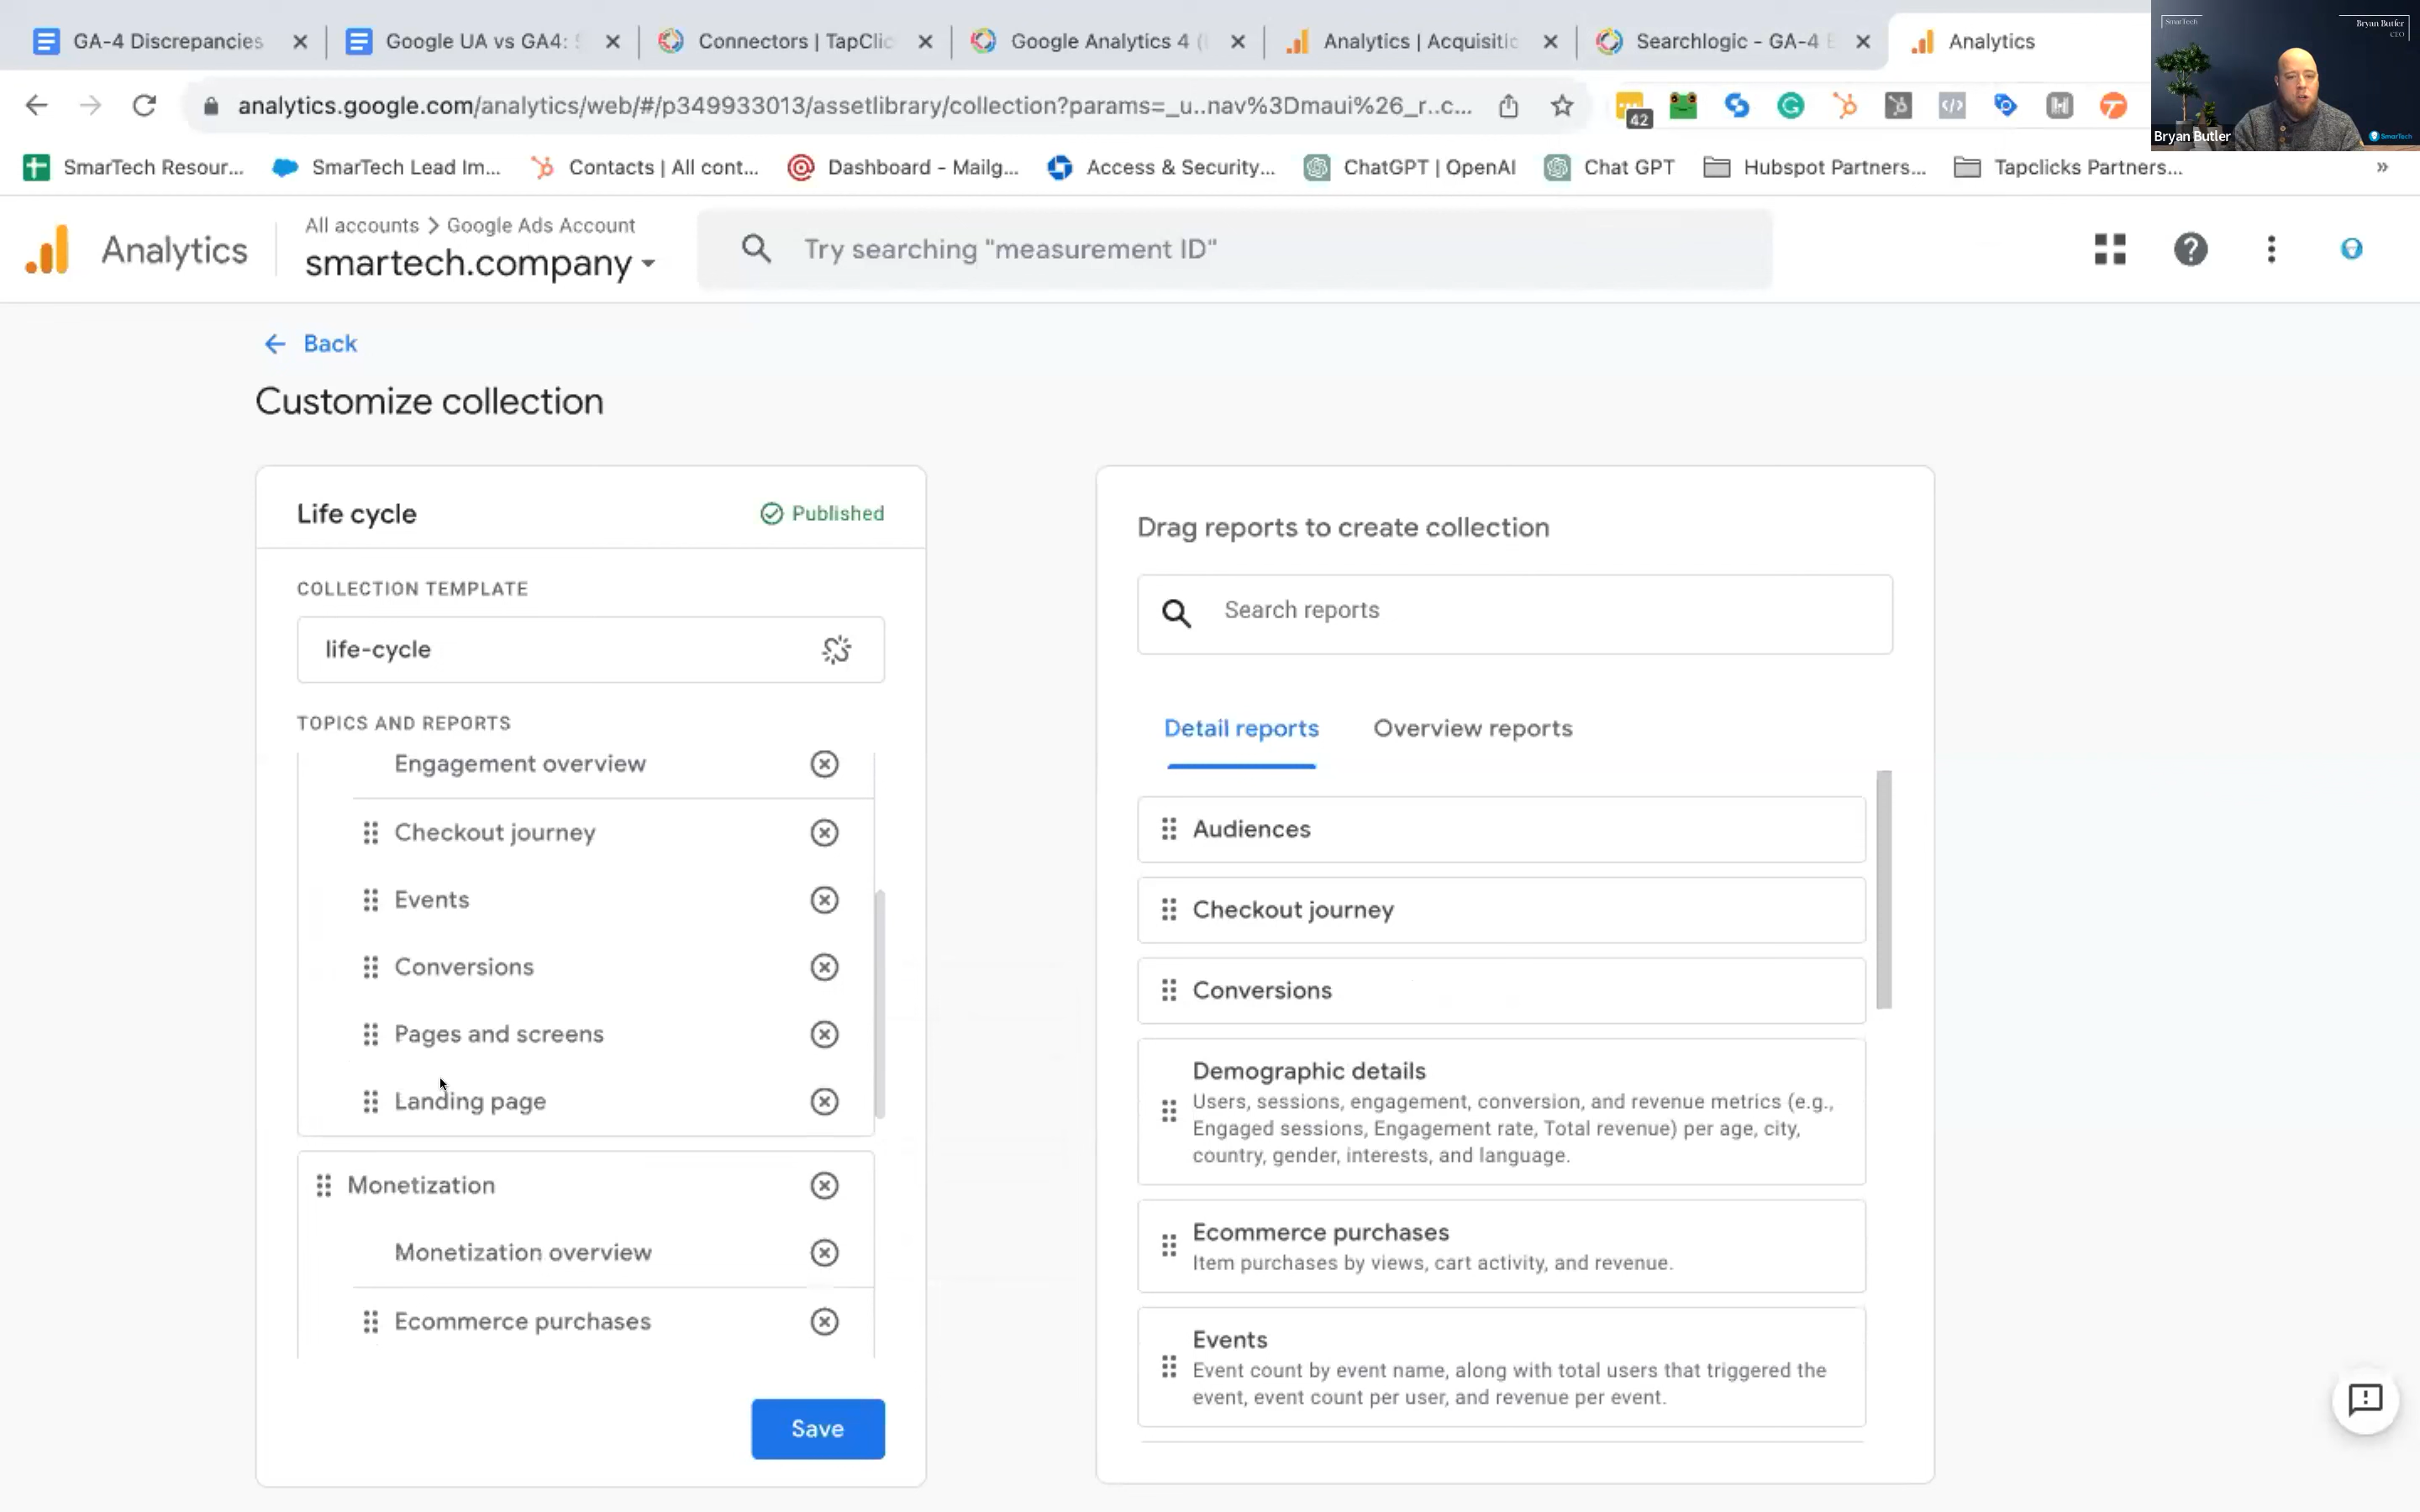 GA-4 Discrepancies
Google UA vs GA4:
Connectors | TapClic
Google Analytics 4 (
Analytics | Acquisitic
Searchlogic - GA-4
Analytics
SmarTech
Bryan Butler
CEO
analytics.google.com/analytics/web/#/p349933013/assetlibrary/collection?params=_u..nav%3Dmaui%26_r..c...
42
Bryan Butler
SmarTech
SmarTech Resour...
SmarTech Lead Im...
Contacts | All cont...
Dashboard - Mailg...
Access & Security...
ChatGPT | OpenAI
Chat GPT
Hubspot Partners...
Tapclicks Partners...
»
Analytics
All accounts > Google Ads Account
smartech.company
Try searching "measurement ID"
Back
Customize collection
Life cycle
Published
COLLECTION TEMPLATE
life-cycle
TOPICS AND REPORTS
Engagement overview
Checkout journey
Events
Conversions
Pages and screens
Landing page
Monetization
Monetization overview
Ecommerce purchases
Save
Drag reports to create collection
Search reports
Detail reports
Overview reports
Audiences
Checkout journey
Conversions
Demographic details
Users, sessions, engagement, conversion, and revenue metrics (e.g.,
Engaged sessions, Engagement rate, Total revenue) per age, city,
country, gender, interests, and language.
Ecommerce purchases
Item purchases by views, cart activity, and revenue.
Events
Event count by event name, along with total users that triggered the
event, event count per user, and revenue per event.